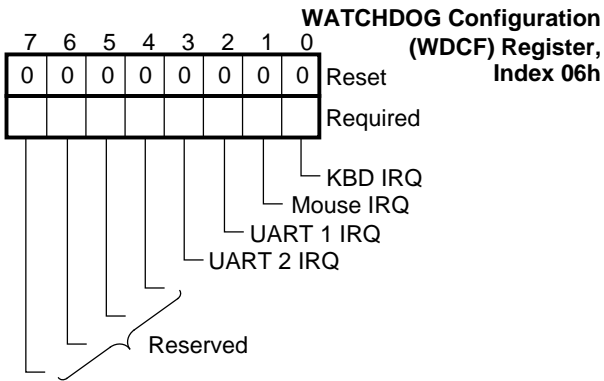 WATCHDOG Configuration
(WDCF) Register,
Index 06h
7 6 5 4 3 2 1 0
0 0 0 0 0 0 0 0 Reset
Required
KBD IRQ
Mouse IRQ
UART 1 IRQ
UART 2 IRQ
Reserved